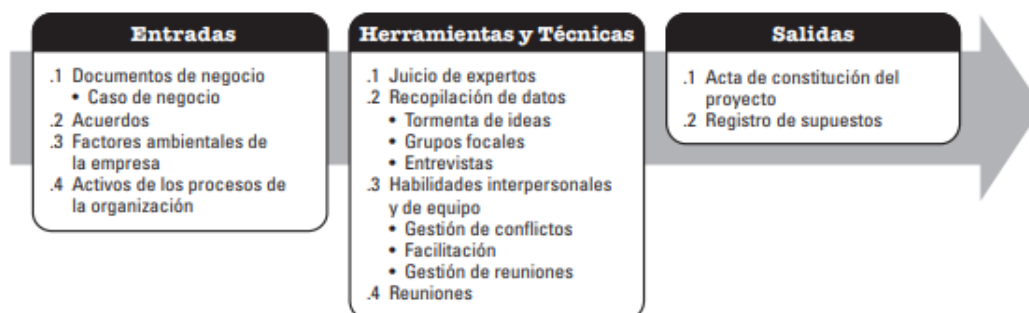 Entradas
.1 Documentos de negocio
• Caso de negocio
.2 Acuerdos
.3 Factores ambientales de
la empresa
.4 Activos de los procesos de
la organización
Herramientas y Técnicas
.1 Juicio de expertos
.2 Recopilación de datos
• Tormenta de ideas
• Grupos focales
• Entrevistas
.3 Habilidades interpersonales
y de equipo
• Gestión de conflictos
• Facilitación
• Gestión de reuniones
.4 Reuniones
Salidas
.1 Acta de constitución del
proyecto
.2 Registro de supuestos